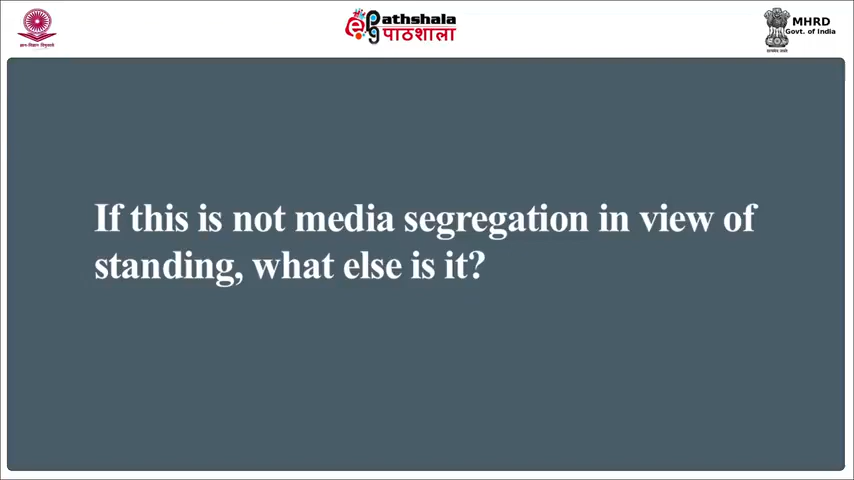 ePathshala
पाठशाला
MHRD
Govt. of India
If this is not media segregation in view of
standing, what else is it?